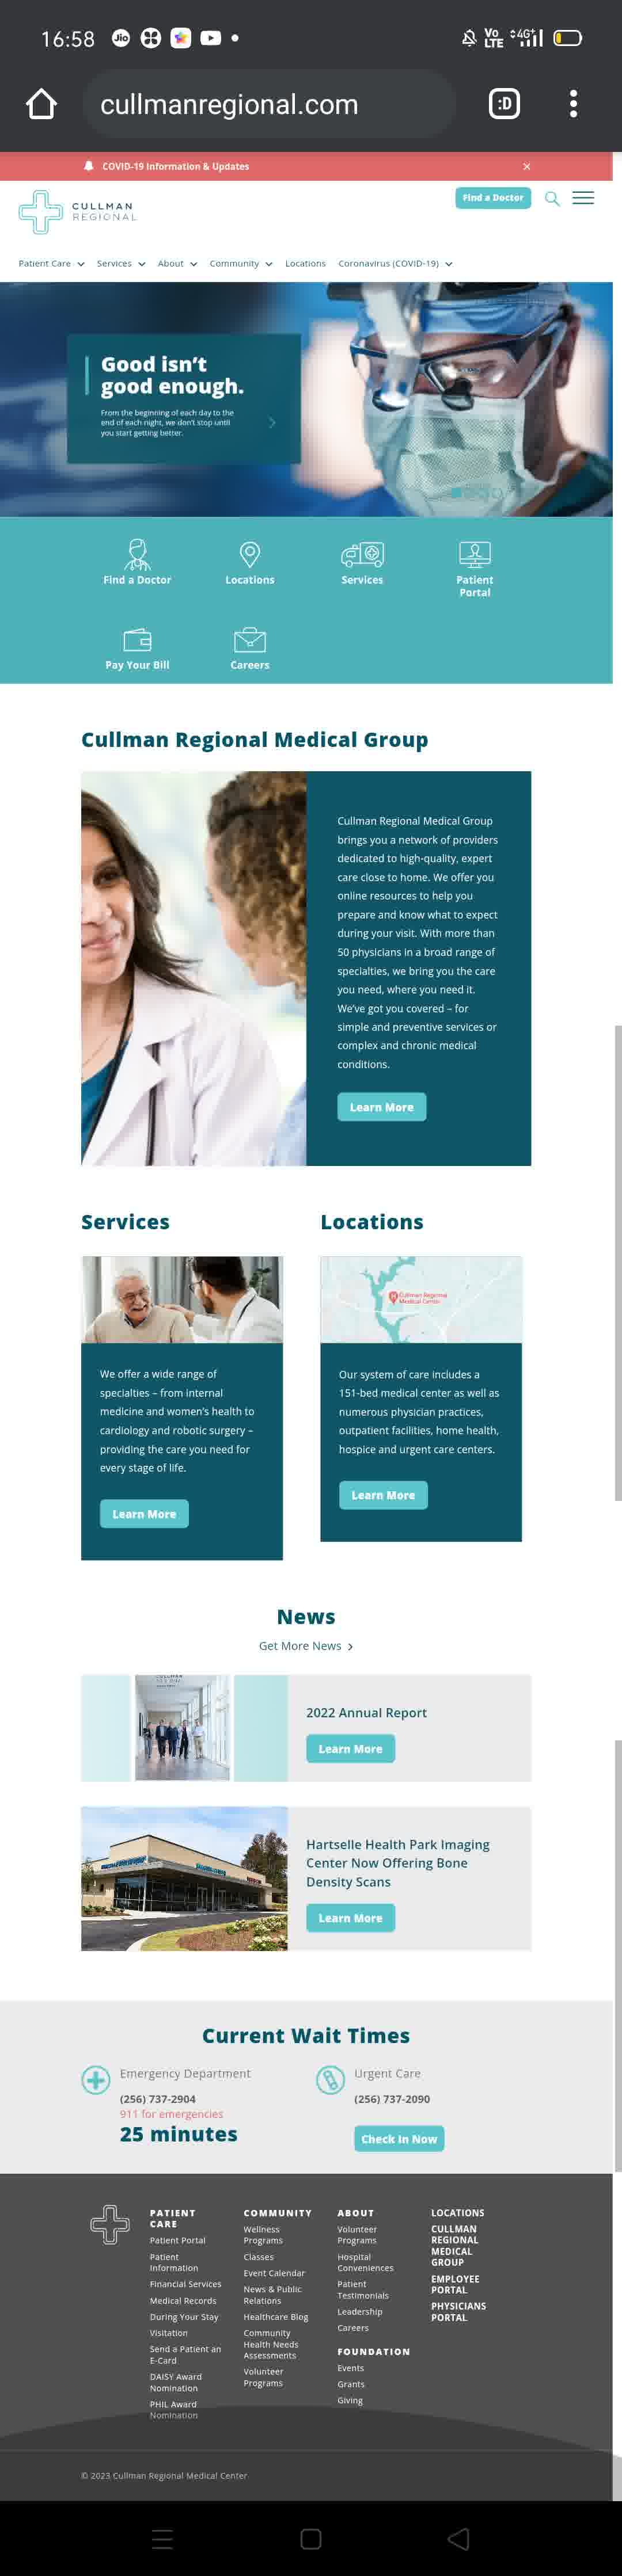 16:58
Jio
Vo
LTE
4G+
cullmanregional.com
:D
COVID-19 Information & Updates
CULLMAN
REGIONAL
Find a Doctor
Patient Care
Services
About
Community
Locations
Coronavirus (COVID-19)
Good isn't
good enough.
From the beginning of each day to the
end of each night, we don't stop until
you start getting better.
Find a Doctor
Locations
Services
Patient
Portal
Pay Your Bill
Careers
Cullman Regional Medical Group
Cullman Regional Medical Group
brings you a network of providers
dedicated to high-quality, expert
care close to home. We offer you
online resources to help you
prepare and know what to expect
during your visit. With more than
50 physicians in a broad range of
specialties, we bring you the care
you need, where you need it.
We've got you covered – for
simple and preventive services or
complex and chronic medical
conditions.
Learn More
Services
We offer a wide range of
specialties – from internal
medicine and women's health to
cardiology and robotic surgery –
providing the care you need for
every stage of life.
Learn More
Locations
Cullman Regional
Medical Center
Our system of care includes a
151-bed medical center as well as
numerous physician practices,
outpatient facilities, home health,
hospice and urgent care centers.
Learn More
News
Get More News
2022 Annual Report
Learn More
Hartselle Health Park Imaging
Center Now Offering Bone
Density Scans
Learn More
Current Wait Times
Emergency Department
(256) 737-2904
911 for emergencies
25 minutes
Urgent Care
(256) 737-2090
Check In Now
PATIENT
CARE
Patient Portal
Patient
Information
Financial Services
Medical Records
During Your Stay
Visitation
Send a Patient an
E-Card
DAISY Award
Nomination
PHIL Award
Nomination
COMMUNITY
Wellness
Programs
Classes
Event Calendar
News & Public
Relations
Healthcare Blog
Community
Health Needs
Assessments
Volunteer
Programs
ABOUT
Volunteer
Programs
Hospital
Conveniences
Patient
Testimonials
Leadership
Careers
FOUNDATION
Events
Grants
Giving
LOCATIONS
CULLMAN
REGIONAL
MEDICAL
GROUP
EMPLOYEE
PORTAL
PHYSICIANS
PORTAL
© 2023 Cullman Regional Medical Center